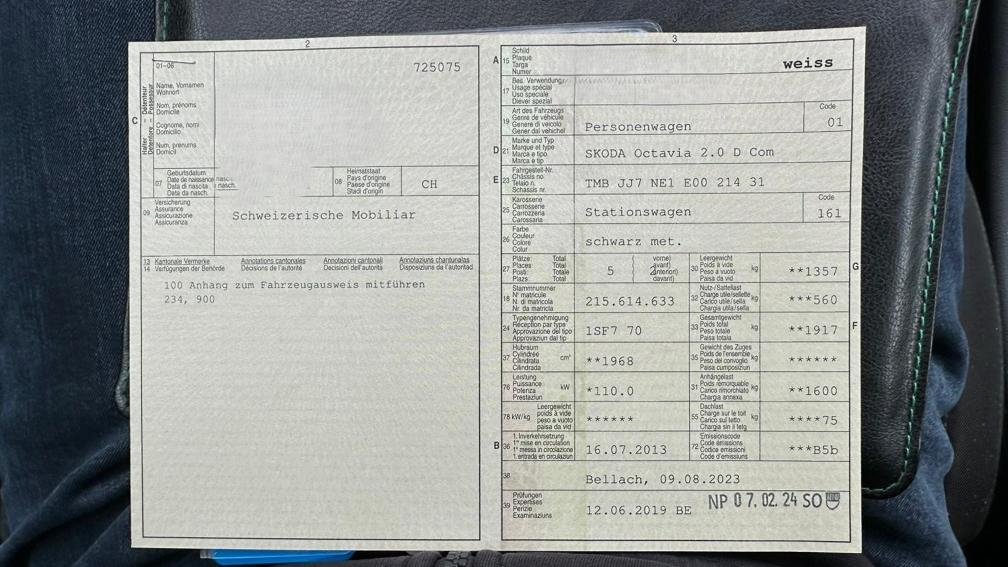 2
01-06
725075
Name, Vornamen
Wohnort
Nom, prénoms
Domicile
Cognome, nomi
Domicilio
Num, prenums
Domicil
C
Halter – Détenteur
Detentore – Possessur
07 Geburtsdatum
Date de naissance
Data di nascita
Data da nasch.
08 Heimatstaat
Pays d'origine
Paese d'origine
Stadi d'origin
CH
09 Versicherung
Assurance
Assicurazione
Assicuranza
Schweizerische Mobiliar
13 Kantonale Vermerke Annotations cantonales Annotazioni cantonali Annotaziuns chantunalas
14 Verfügungen der Behörde Décisions de l'autorité Decisioni dell'autorità Disposiziuns da l'autoritad
100 Anhang zum Fahrzeugausweis mitführen
234, 900
3
A 15 Schild
Plaque
Targa
Numer
weiss
17 Bes. Verwendung
Usage spécial
Uso speciale
Diever spezial
19 Art des Fahrzeugs
Genre de véhicule
Genere di veicolo
Gener dal vehichel
Personenwagen
Code
01
D 21 Marke und Typ
Marque et type
Marca e tipo
Marca e tip
SKODA Octavia 2.0 D Com
E 23 Fahrgestell-Nr.
Châssis no
Telaio n.
Schassis nr.
TMB JJ7 NE1 E00 214 31
25 Karosserie
Carrosserie
Carrozzeria
Carossaria
Stationswagen
Code
161
26 Farbe
Couleur
Colore
Colur
schwarz met.
27 Plätze: Total
Places Total
Posti: Totale
Plazs: Total
5
(vorne)
avant)
anteriori)
davant)
30 Leergewicht
Poids à vide
Peso a vuoto
Paisa da vid
kg
**1357
G
18 Stammnummer
N° matricule
N. di matricola
Nr. da matricla
215.614.633
32 Nutz-/Sattellast
Charge utile/sellette
Carico utile/sella
Chargia utila/sella
kg
***560
24 Typengenehmigung
Réception par type
Approvazione del tipo
Approvaziun dal tip
1SF7 70
33 Gesamtgewicht
Poids total
Peso totale
Paisa totala
kg
**1917
F
37 Hubraum
Cylindrée
Cilindrata
Cilindrada
cm³
**1968
35 Gewicht des Zuges
Poids de l'ensemble
Peso del convoglio
Paisa cumposiziun
kg
******
76 Leistung
Puissance
Potenza
Prestaziun
kW
*110.0
31 Anhängelast
Poids remorquable
Carico rimorchiato
Chargia annexa
kg
**1600
78 kW/kg Leergewicht
poids à vide
peso a vuoto
paisa da vid
******
55 Dachlast
Charge sur le toit
Carico sul tetto
Chargia sin il tetg
kg
****75
B 36 1. Inverkehrsetzung
1re mise en circulation
1a messa in circolazione
1. entrada en circulaziun
16.07.2013
72 Emissionscode
Code émissions
Codice emissioni
Code d'emissiuns
***B5b
38
Bellach, 09.08.2023
39 Prüfungen
Expertises
Perizie
Examinaziuns
12.06.2019 BE
NP 07. 02. 24 SO